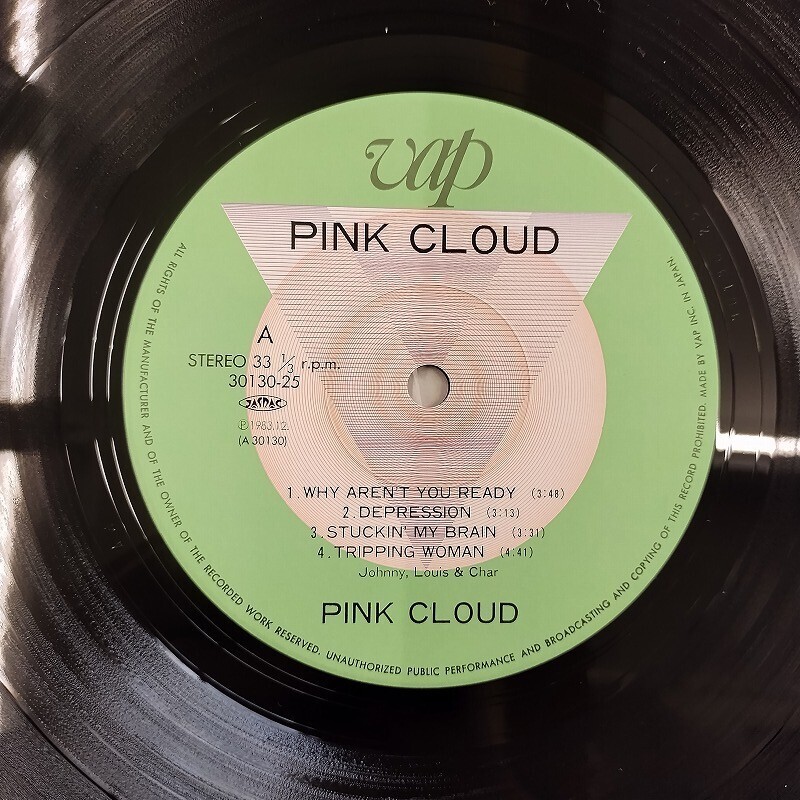 vap
PINK CLOUD
A
STEREO 33 1/3 r.p.m.
30130-25
JASRAC
Ⓟ1983.12.
(A 30130)
1. WHY AREN'T YOU READY (3:48)
2. DEPRESSION (3:13)
3. STUCKIN' MY BRAIN (3:31)
4. TRIPPING WOMAN (4:41)
Johnny, Louis & Char
PINK CLOUD
ALL RIGHTS OF THE MANUFACTURER AND OF THE OWNER OF THE RECORDED WORK RESERVED. UNAUTHORIZED PUBLIC PERFORMANCE AND BROADCASTING AND COPYING OF THIS RECORD PROHIBITED. MADE BY VAP INC. IN JAPAN.